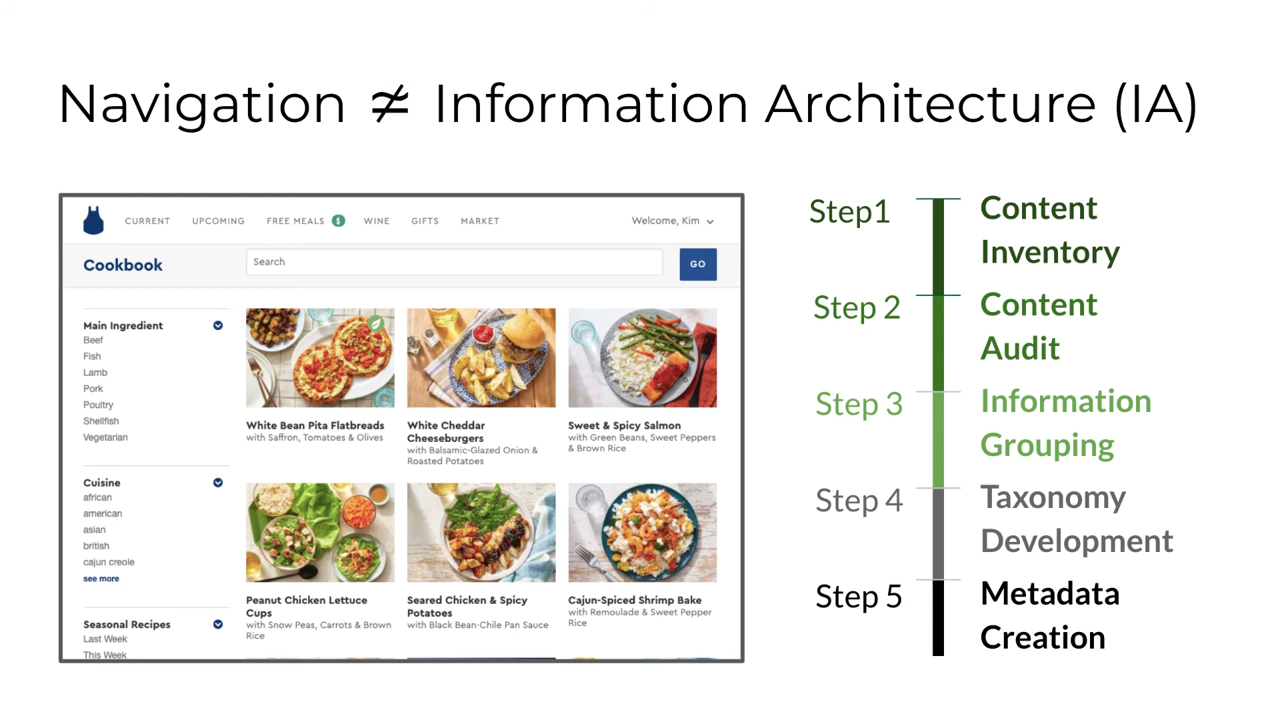 Navigation ≉ Information Architecture (IA)
CURRENT UPCOMING FREE MEALS $ WINE GIFTS MARKET Welcome, Kim
Cookbook Search GO
Main Ingredient
Beef
Fish
Lamb
Pork
Poultry
Shellfish
Vegetarian
Cuisine
african
american
asian
british
cajun creole
see more
Seasonal Recipes
Last Week
This Week
White Bean Pita Flatbreads
with Saffron, Tomatoes & Olives
White Cheddar
Cheeseburgers
with Balsamic-Glazed Onion &
Roasted Potatoes
Sweet & Spicy Salmon
with Green Beans, Sweet Peppers
& Brown Rice
Peanut Chicken Lettuce
Cups
with Snow Peas, Carrots & Brown
Rice
Seared Chicken & Spicy
Potatoes
with Black Bean-Chile Pan Sauce
Cajun-Spiced Shrimp Bake
with Remoulade & Sweet Pepper
Rice
Step1
Content
Inventory
Step 2
Content
Audit
Step 3
Information
Grouping
Step 4
Taxonomy
Development
Step 5
Metadata
Creation